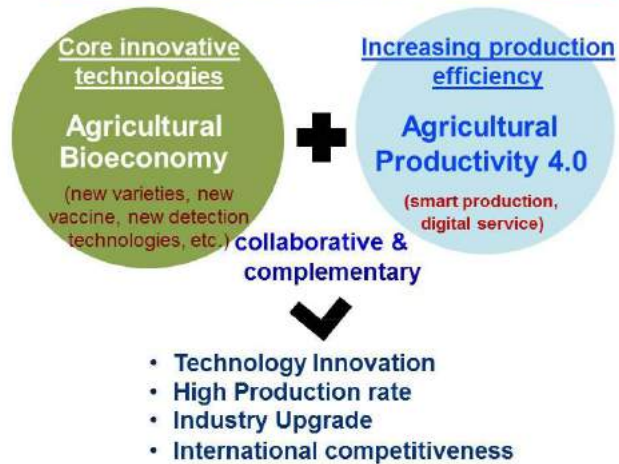 Core innovative
technologies
Agricultural
Bioeconomy
(new varieties, new
vaccine, new detection
technologies, etc.)
Increasing production
efficiency
Agricultural
Productivity 4.0
(smart production,
digital service)
collaborative &
complementary
• Technology Innovation
• High Production rate
• Industry Upgrade
• International competitiveness